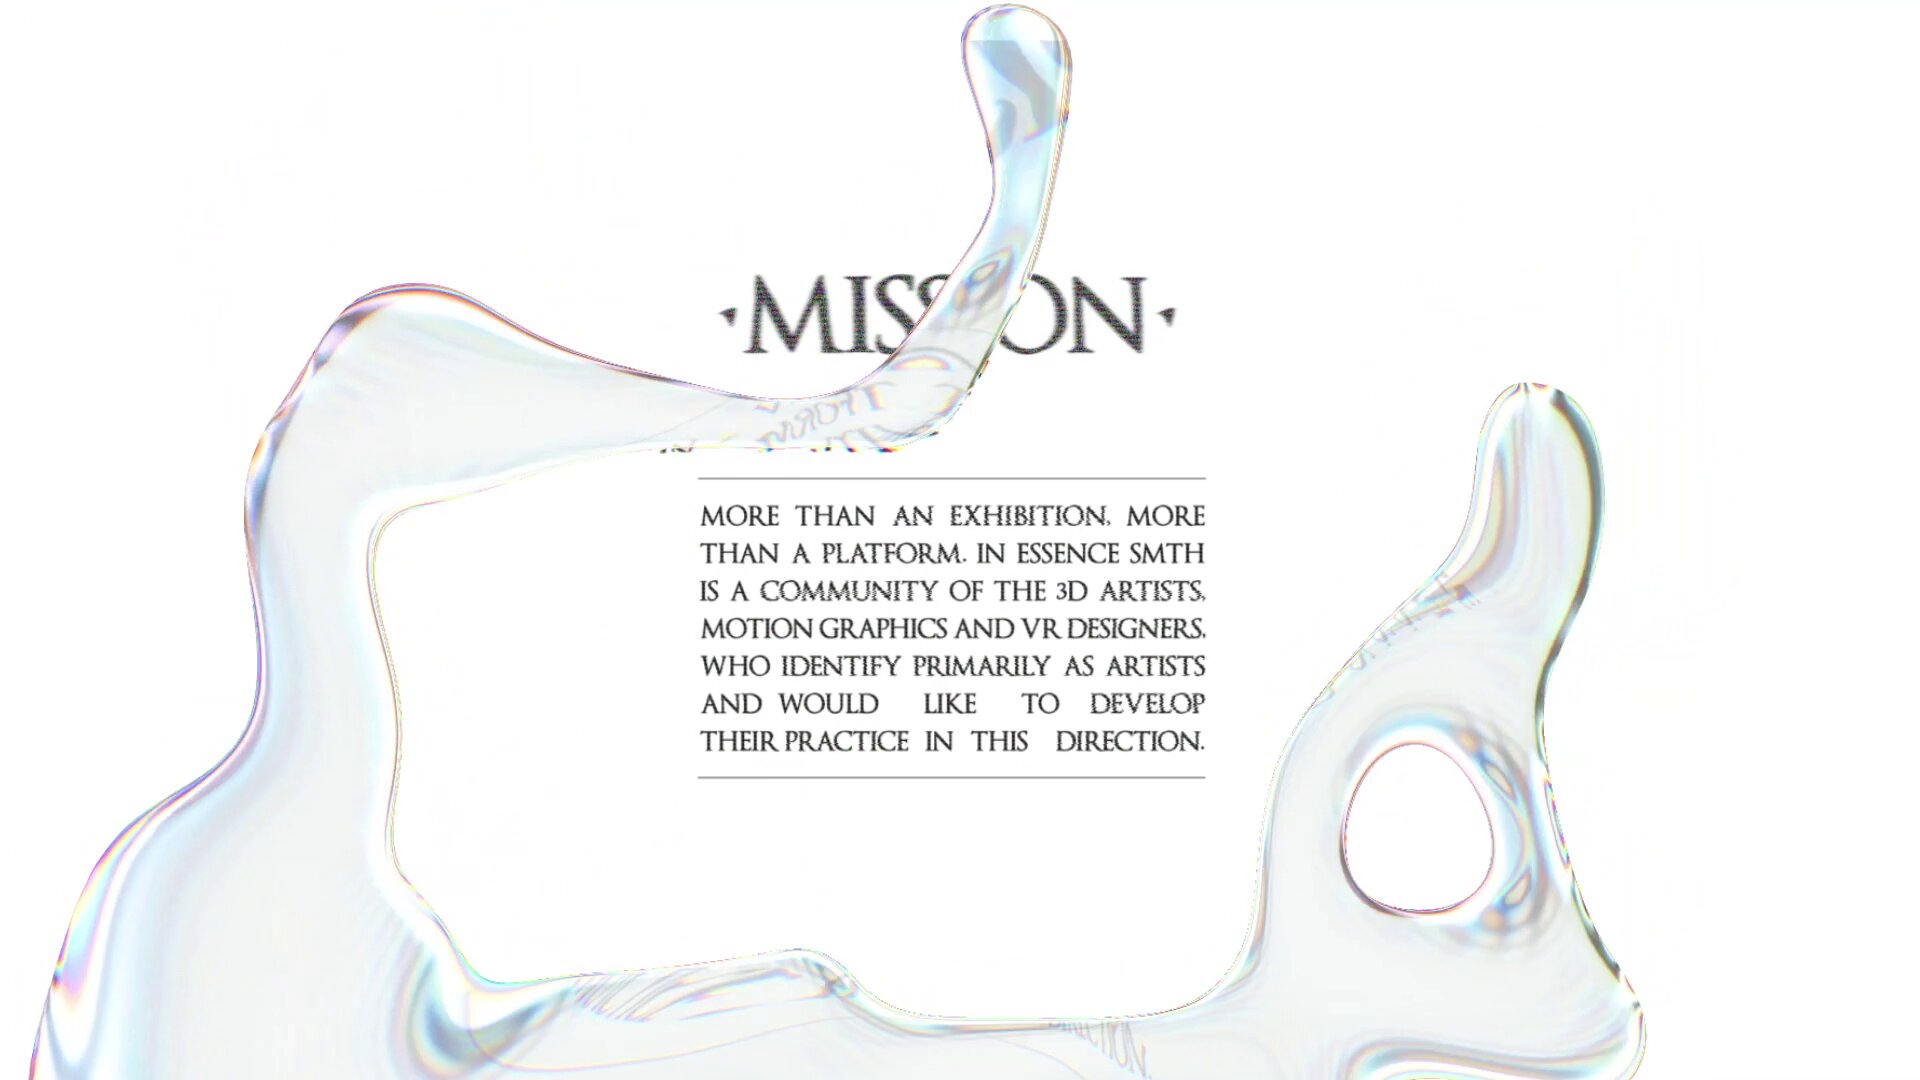 ·MISSION·
MORE THAN AN EXHIBITION, MORE
THAN A PLATFORM. IN ESSENCE SMTH
IS A COMMUNITY OF THE 3D ARTISTS,
MOTION GRAPHICS AND VR DESIGNERS,
WHO IDENTIFY PRIMARILY AS ARTISTS
AND WOULD LIKE TO DEVELOP
THEIR PRACTICE IN THIS DIRECTION.